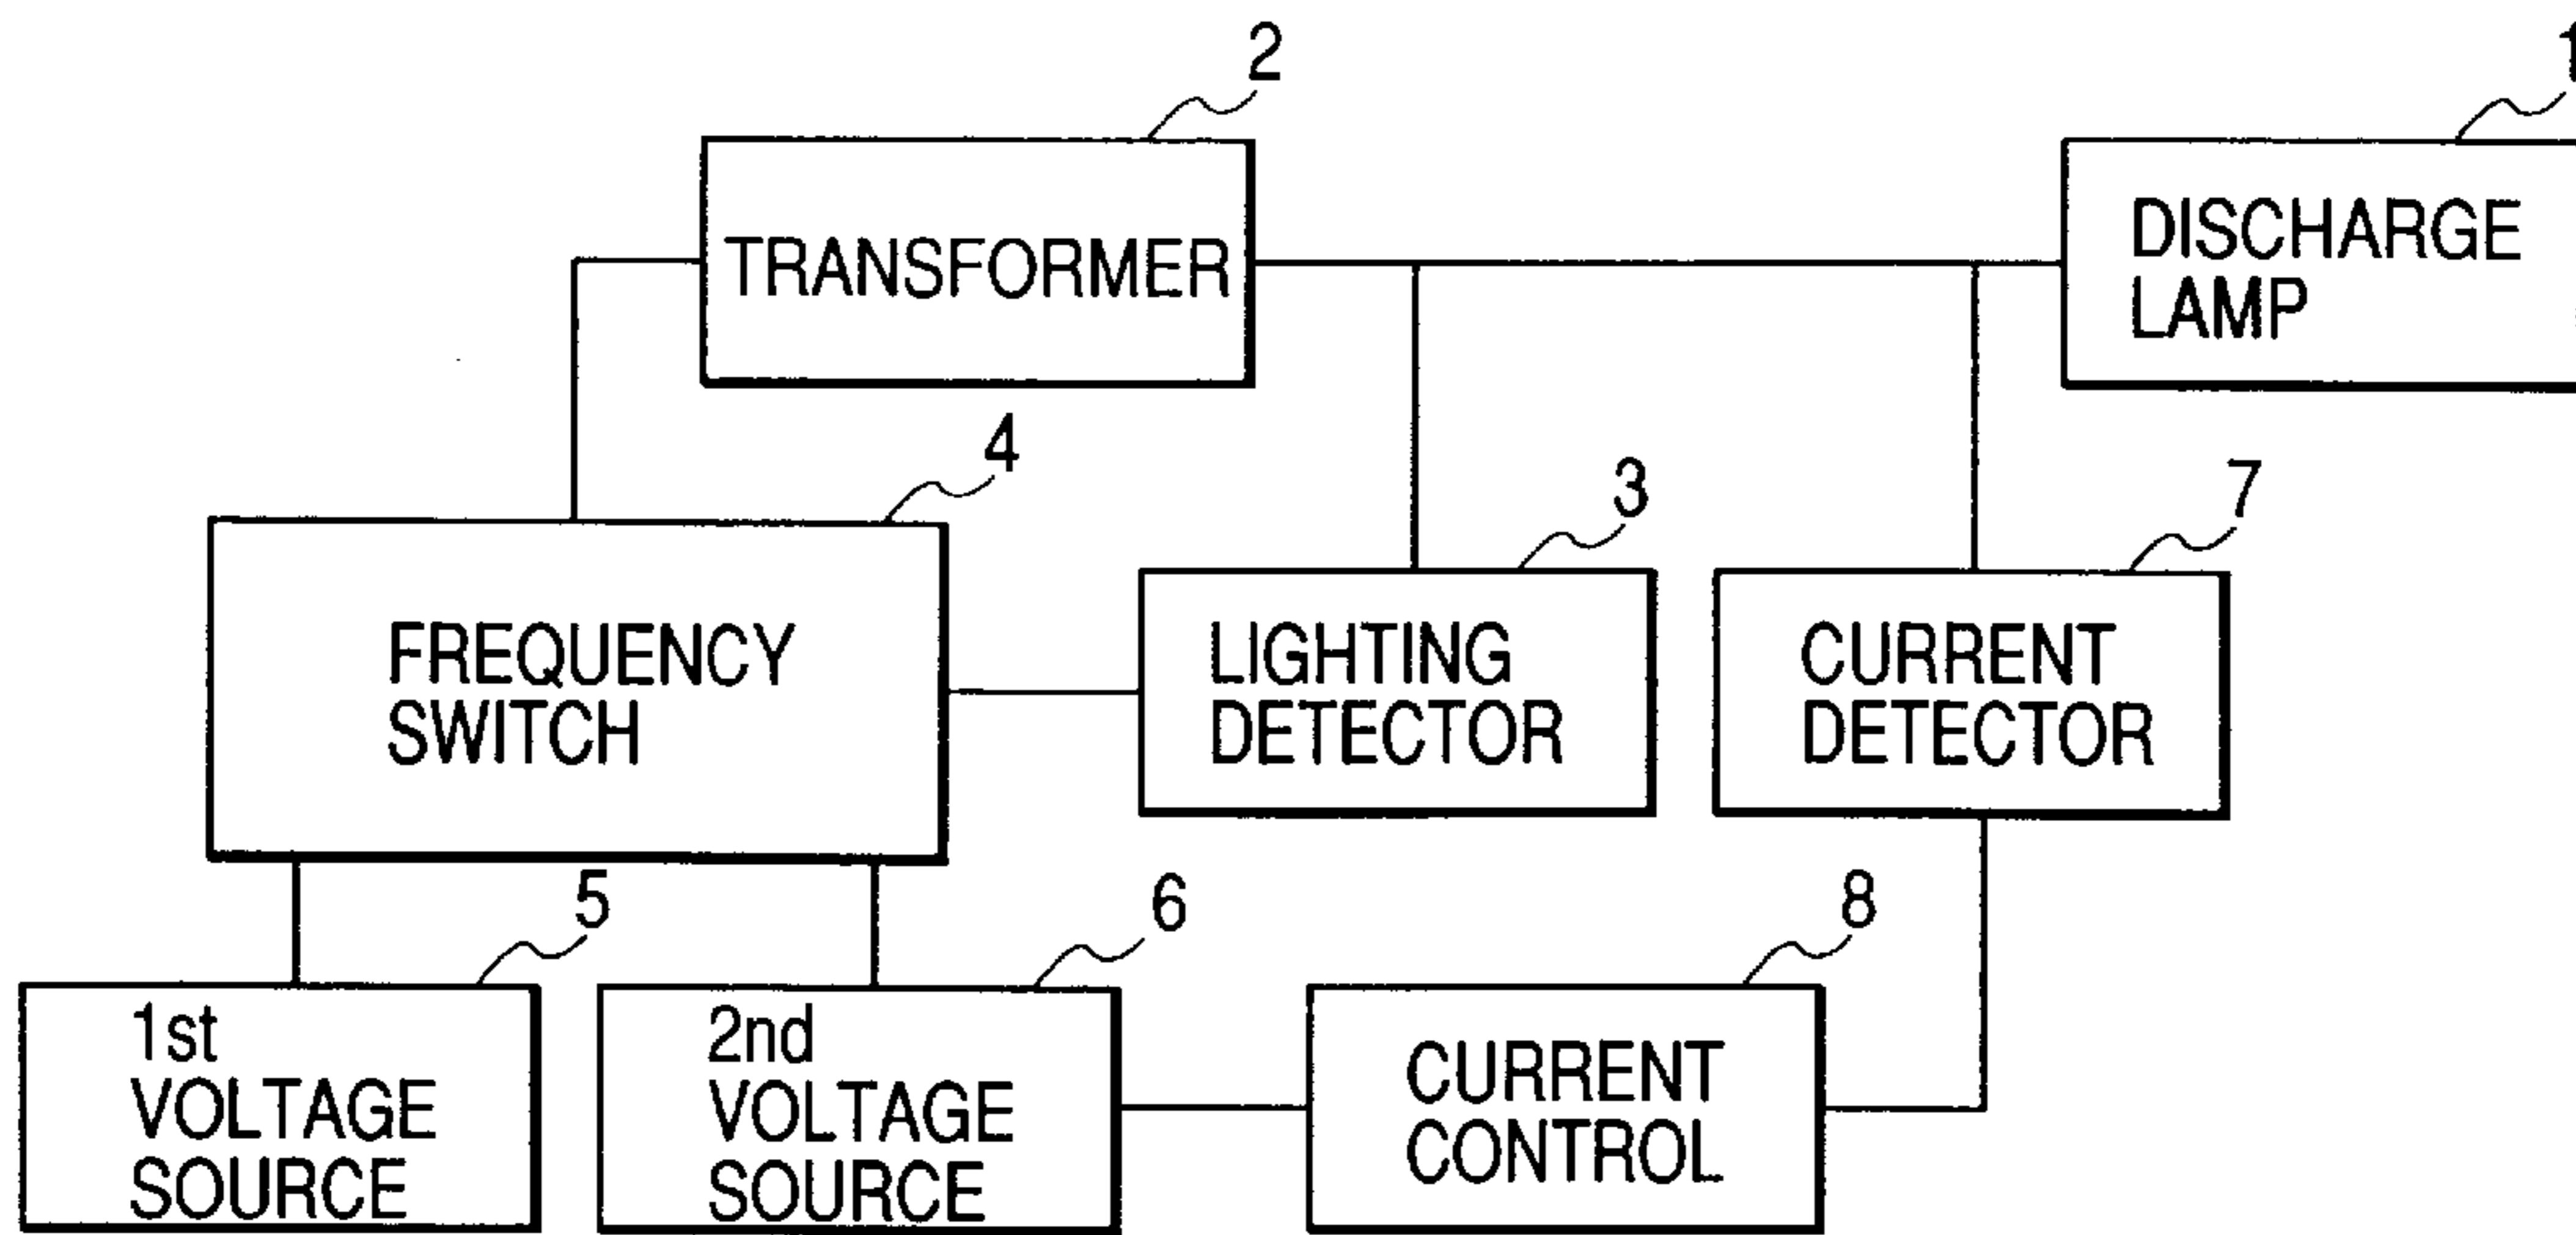 2
1
TRANSFORMER
DISCHARGE
LAMP
4
3
7
FREQUENCY
SWITCH
LIGHTING
DETECTOR
CURRENT
DETECTOR
5
6
8
1st
VOLTAGE
SOURCE
2nd
VOLTAGE
SOURCE
CURRENT
CONTROL